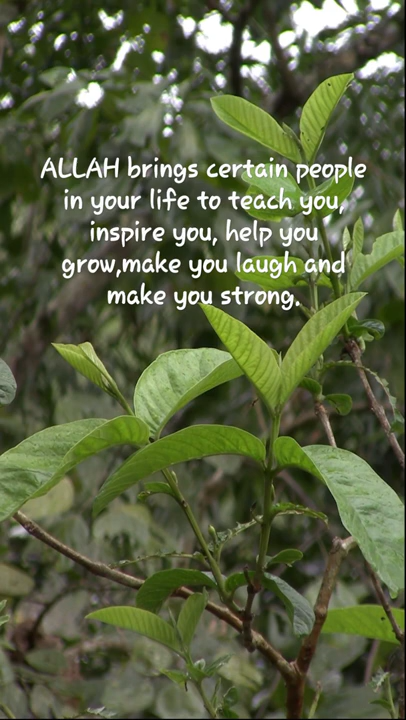 ALLAH brings certain people
in your life to teach you,
inspire you, help you
grow,make you laugh and
make you strong.